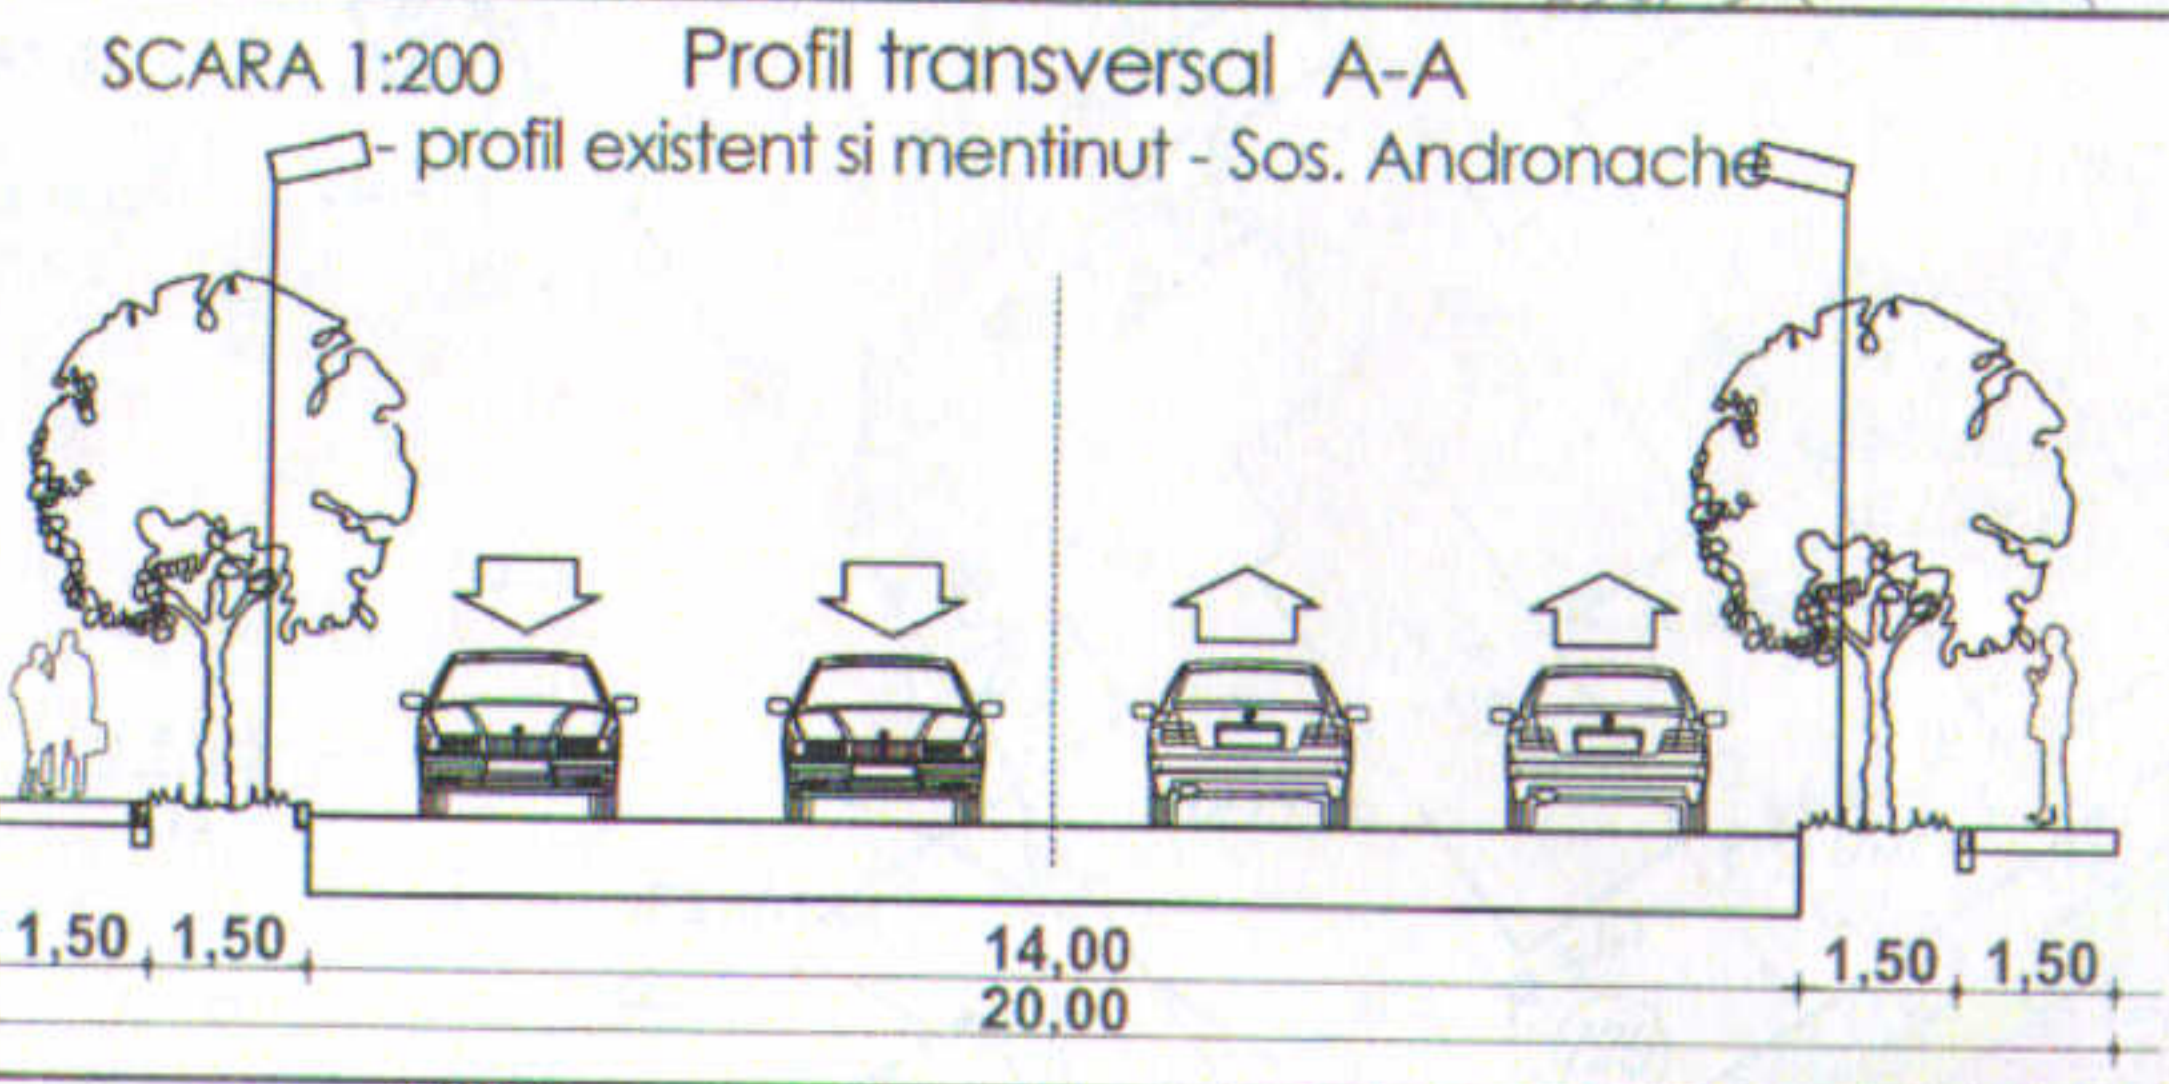 SCARA 1:200 Profil transversal A-A
- profil existent si mentinut - Sos. Andronache
1,50 1,50 14,00 1,50 1,50
20,00